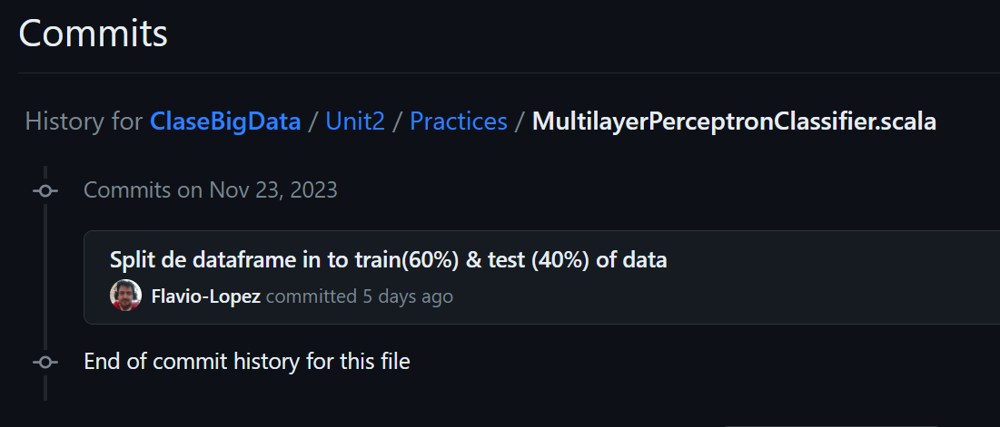 Commits
History for ClaseBigData / Unit2 / Practices / MultilayerPerceptronClassifier.scala
Commits on Nov 23, 2023
Split de dataframe in to train(60%) & test (40%) of data
Flavio-Lopez committed 5 days ago
End of commit history for this file